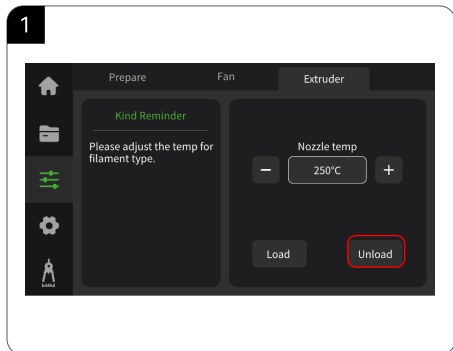 1
Prepare
Fan
Extruder
Kind Reminder
Please adjust the temp for
filament type.
Nozzle temp
− 250°C +
Load
Unload